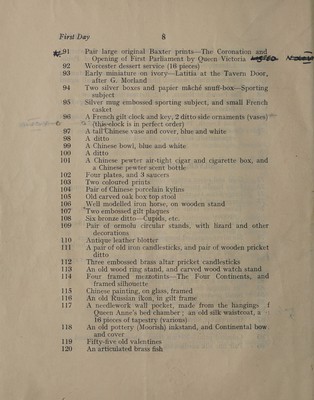 First Day 8
91 Pair large original Baxter prints—The Coronation and
Opening of First Parliament by Queen Victoria
92 Worcester dessert service (16 pieces)
93 Early miniature on ivory—Latitia at the Tavern Door,
after G. Morland
94 Two silver boxes and papier mâché snuff-box—Sporting
subject
95 Silver mug embossed sporting subject, and small French
casket
96 A French gilt clock and key, 2 ditto side ornaments (vases)
(this clock is in perfect order)
97 A tall Chinese vase and cover, blue and white
98 A ditto
99 A Chinese bowl, blue and white
100 A ditto
101 A Chinese pewter air-tight cigar and cigarette box, and
a Chinese pewter scent bottle
102 Four plates, and 3 saucers
103 Two coloured prints
104 Pair of Chinese porcelain kylins
105 Old carved oak box top stool
106 Well modelled iron horse, on wooden stand
107 Two embossed gilt plaques
108 Six bronze ditto—Cupids, etc.
109 Pair of ormolu circular stands, with lizard and other
decorations
110 Antique leather blotter
111 A pair of old iron candlesticks, and pair of wooden pricket
ditto
112 Three embossed brass altar pricket candlesticks
113 An old wood ring stand, and carved wood watch stand
114 Four framed mezzotints—The Four Continents, and
framed silhouette
115 Chinese painting, on glass, framed
116 An old Russian ikon, in gilt frame
117 A needlework wall pocket, made from the hangings f
Queen Anne's bed chamber; an old silk waistcoat, a
16 pieces of tapestry (various)
118 An old pottery (Moorish) inkstand, and Continental bow
and cover
119 Fifty-five old valentines
120 An articulated brass fish